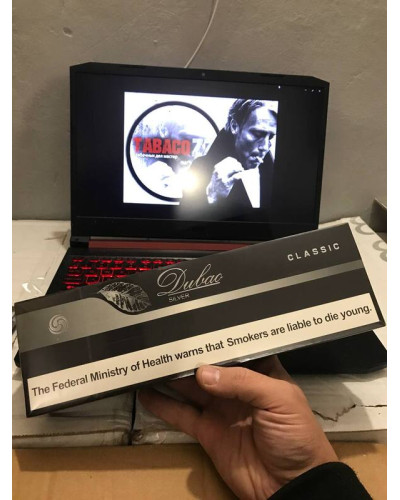 TABACO
Dubao
SILVER
CLASSIC
The Federal Ministry of Health warns that Smokers are liable to die young.